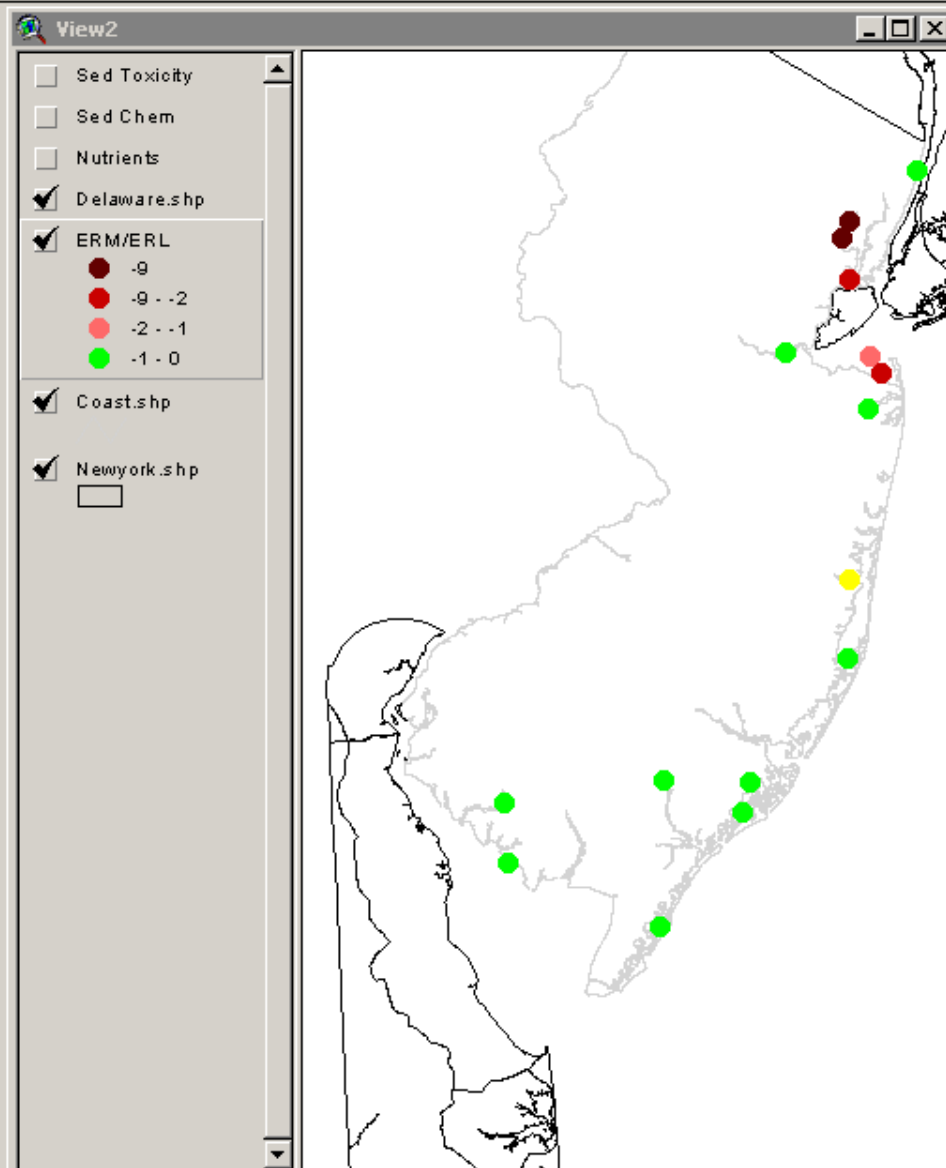 View2
Sed Toxicity
Sed Chem
Nutrients
Delaware.shp
ERM/ERL
-9
-9 - -2
-2 - -1
-1 - 0
Coast.shp
Newyork.shp